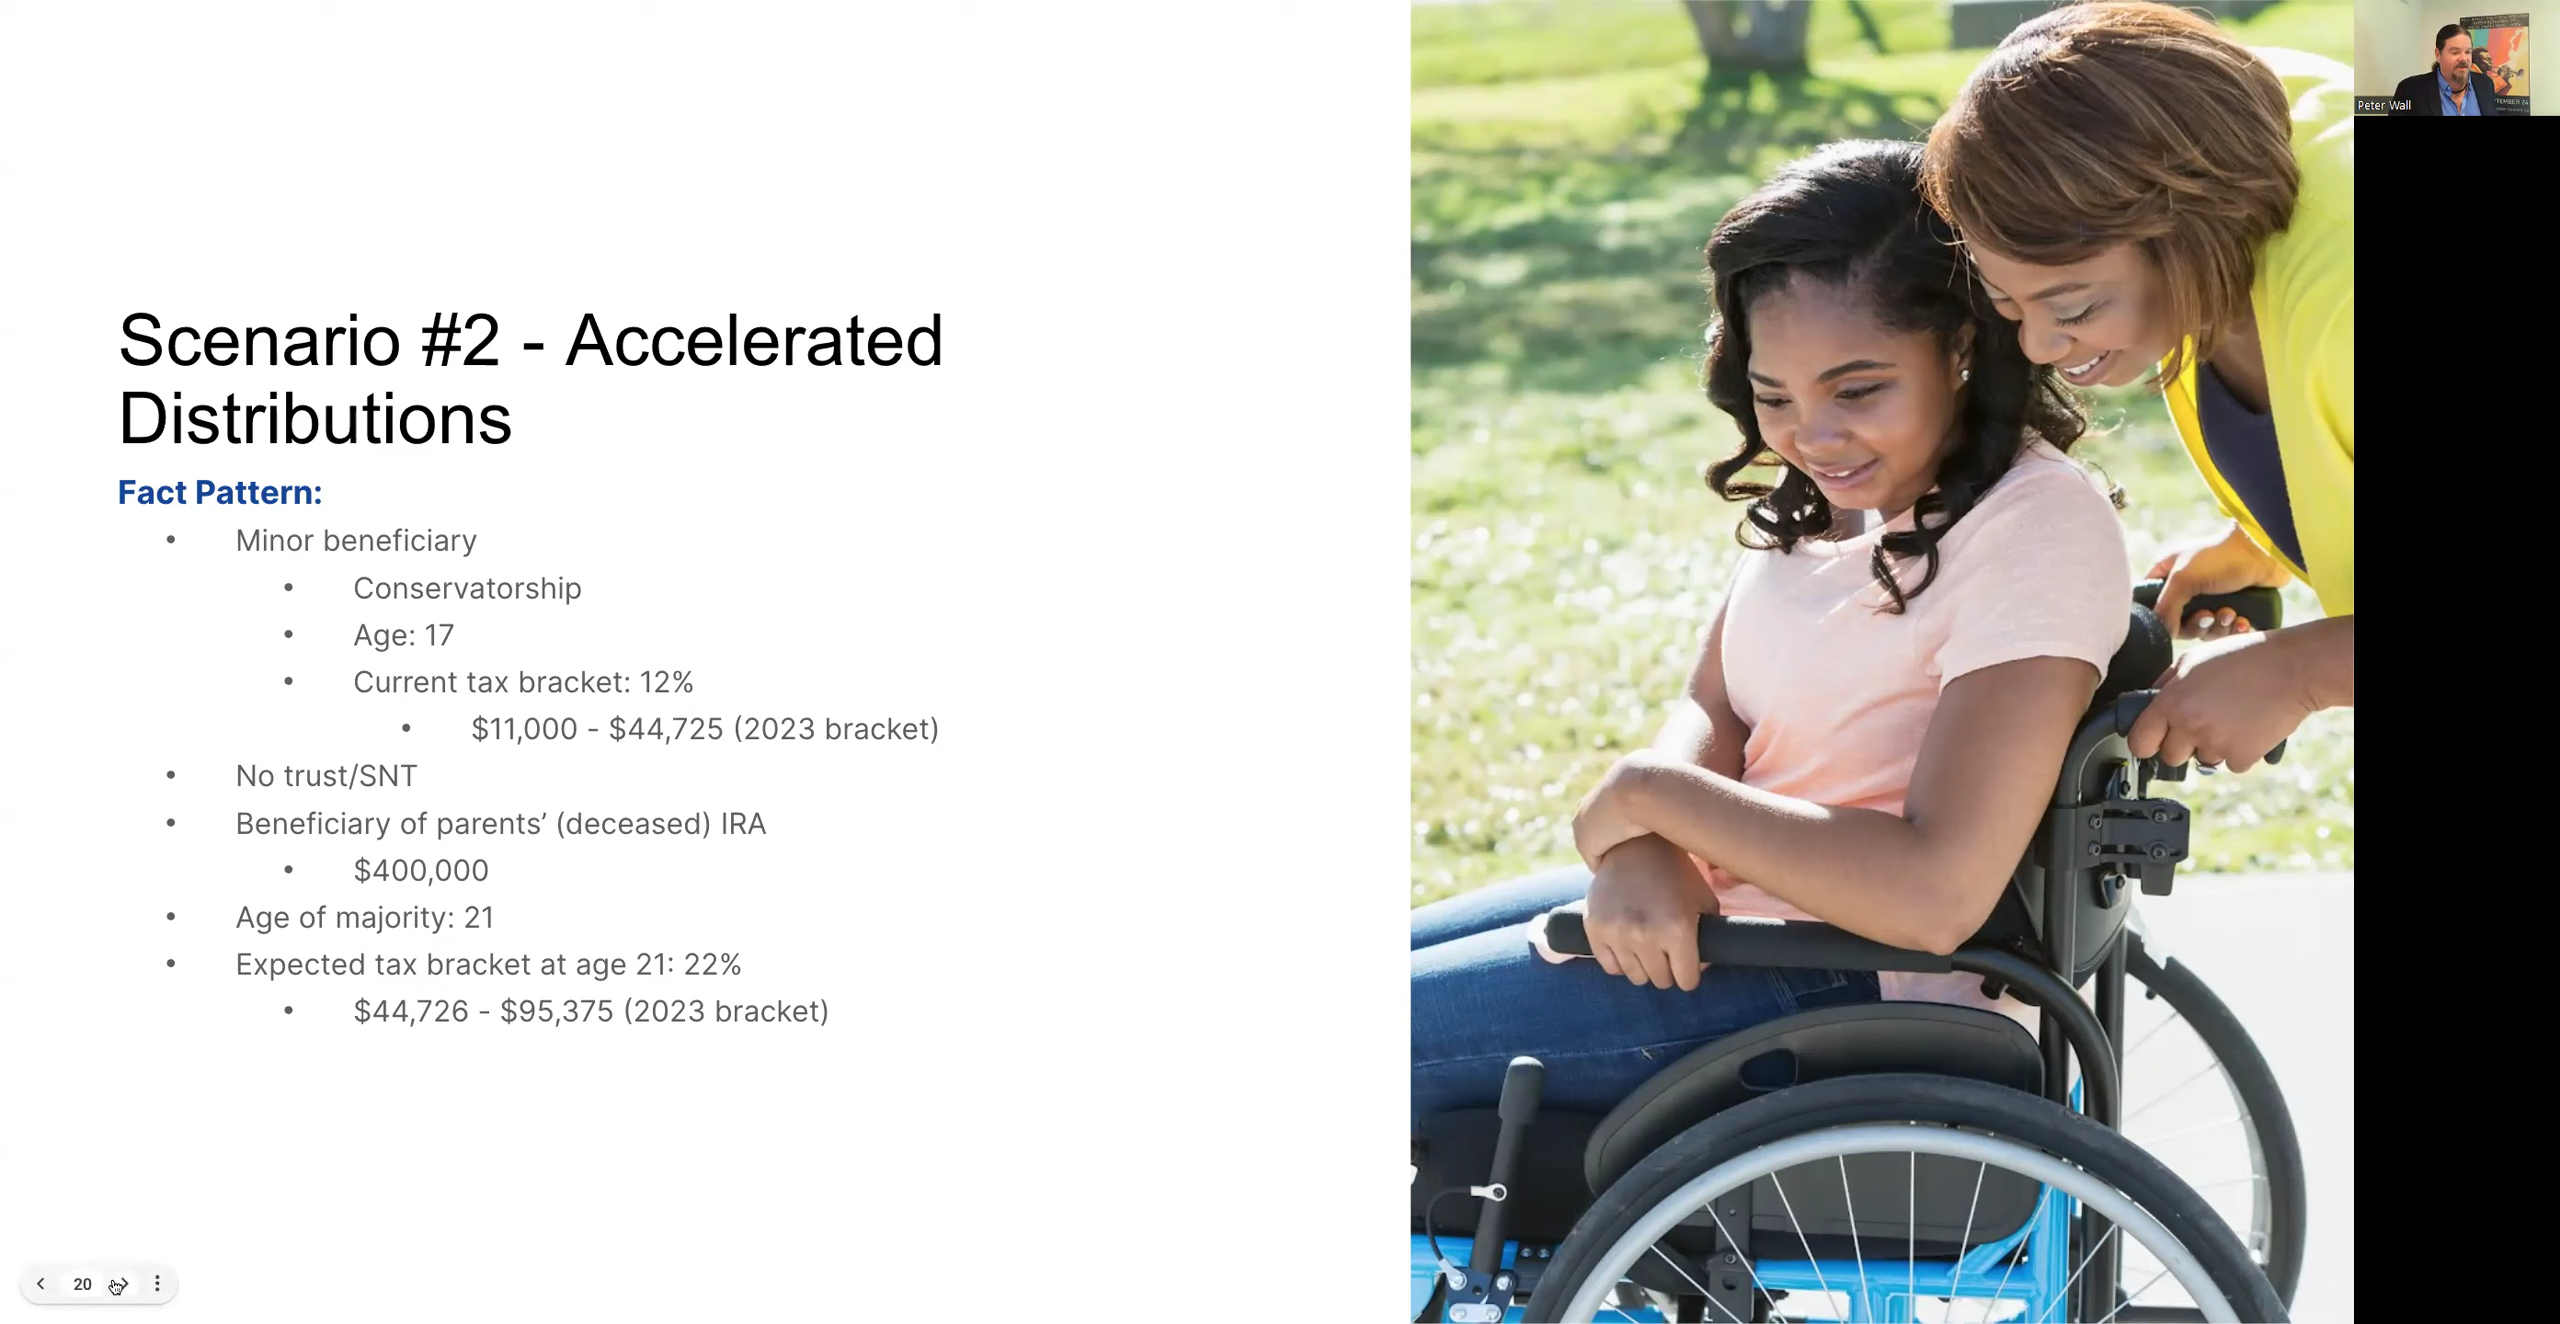 Scenario #2 - Accelerated
Distributions
Fact Pattern:
• Minor beneficiary
• Conservatorship
• Age: 17
• Current tax bracket: 12%
• $11,000 - $44,725 (2023 bracket)
• No trust/SNT
• Beneficiary of parents’ (deceased) IRA
• $400,000
• Age of majority: 21
• Expected tax bracket at age 21: 22%
• $44,726 - $95,375 (2023 bracket)
20
Peter Wall